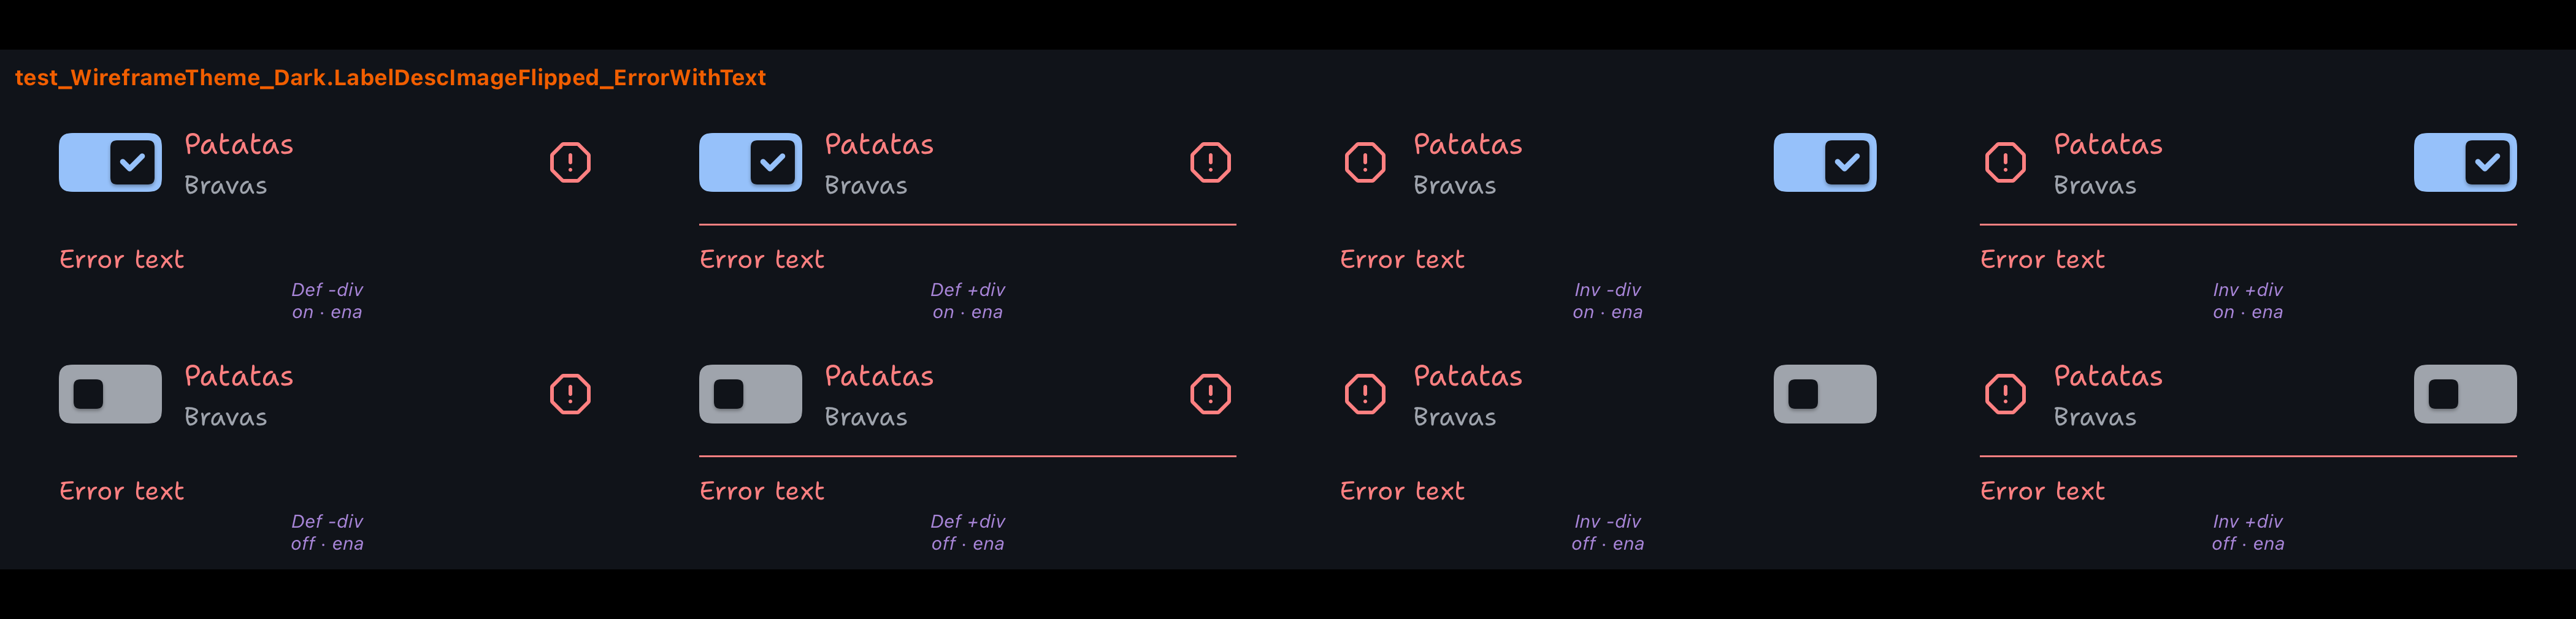 test_WireframeTheme_Dark.LabelDescImageFlipped_ErrorWithText
Patatas
Bravas
Error text
Def -div
on · ena
Patatas
Bravas
Error text
Def +div
on · ena
Patatas
Bravas
Error text
Inv -div
on · ena
Patatas
Bravas
Error text
Inv +div
on · ena
Patatas
Bravas
Error text
Def -div
off · ena
Patatas
Bravas
Error text
Def +div
off · ena
Patatas
Bravas
Error text
Inv -div
off · ena
Patatas
Bravas
Error text
Inv +div
off · ena